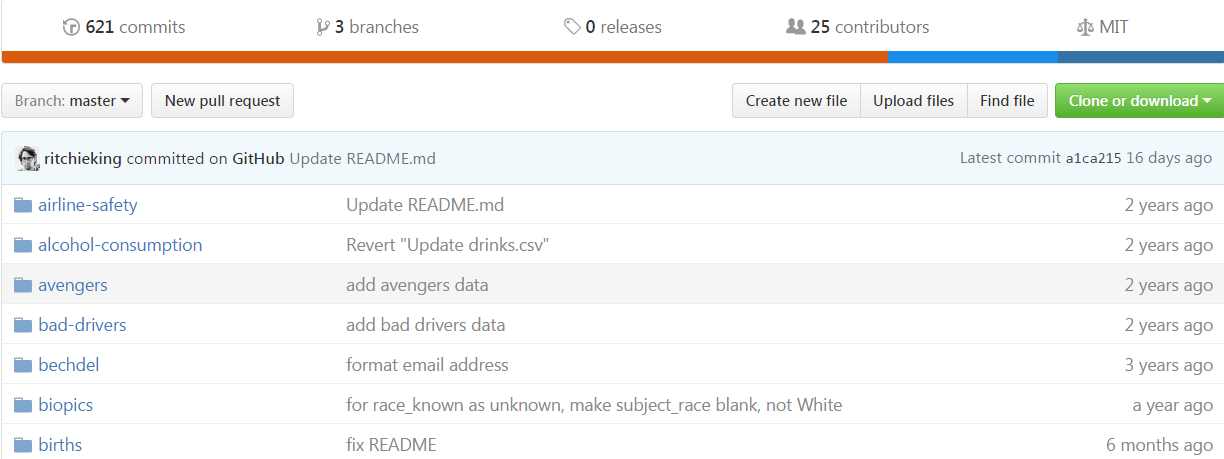 621 commits 3 branches 0 releases 25 contributors MIT
Branch: master New pull request Create new file Upload files Find file Clone or download
ritchieking committed on GitHub Update README.md Latest commit a1ca215 16 days ago
airline-safety Update README.md 2 years ago
alcohol-consumption Revert "Update drinks.csv" 2 years ago
avengers add avengers data 2 years ago
bad-drivers add bad drivers data 2 years ago
bechdel format email address 3 years ago
biopics for race_known as unknown, make subject_race blank, not White a year ago
births fix README 6 months ago